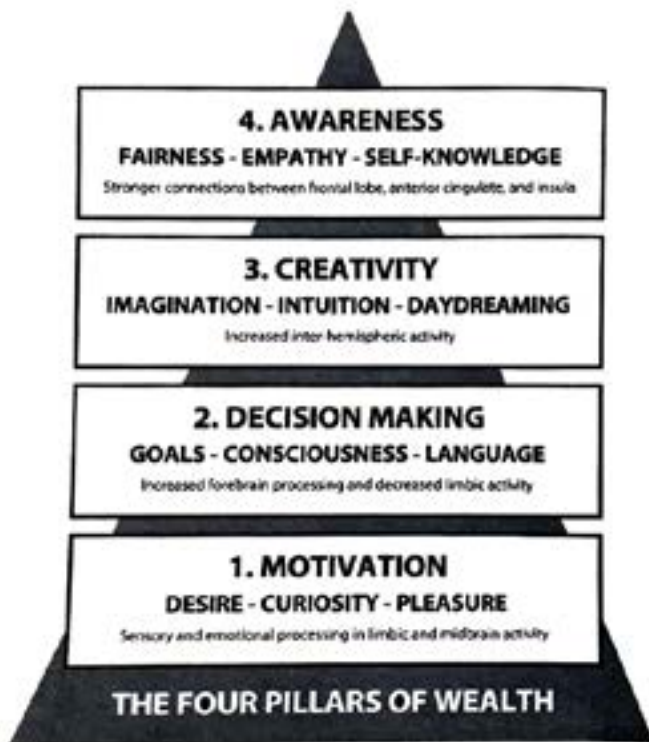 4. AWARENESS
FAIRNESS - EMPATHY - SELF-KNOWLEDGE
Stronger connections between frontal lobe, anterior cingulate, and insula
3. CREATIVITY
IMAGINATION - INTUITION - DAYDREAMING
Increased inter-hemispheric activity
2. DECISION MAKING
GOALS - CONSCIOUSNESS - LANGUAGE
Increased forebrain processing and decreased limbic activity
1. MOTIVATION
DESIRE - CURIOSITY - PLEASURE
Sensory and emotional processing in limbic and midbrain activity
THE FOUR PILLARS OF WEALTH